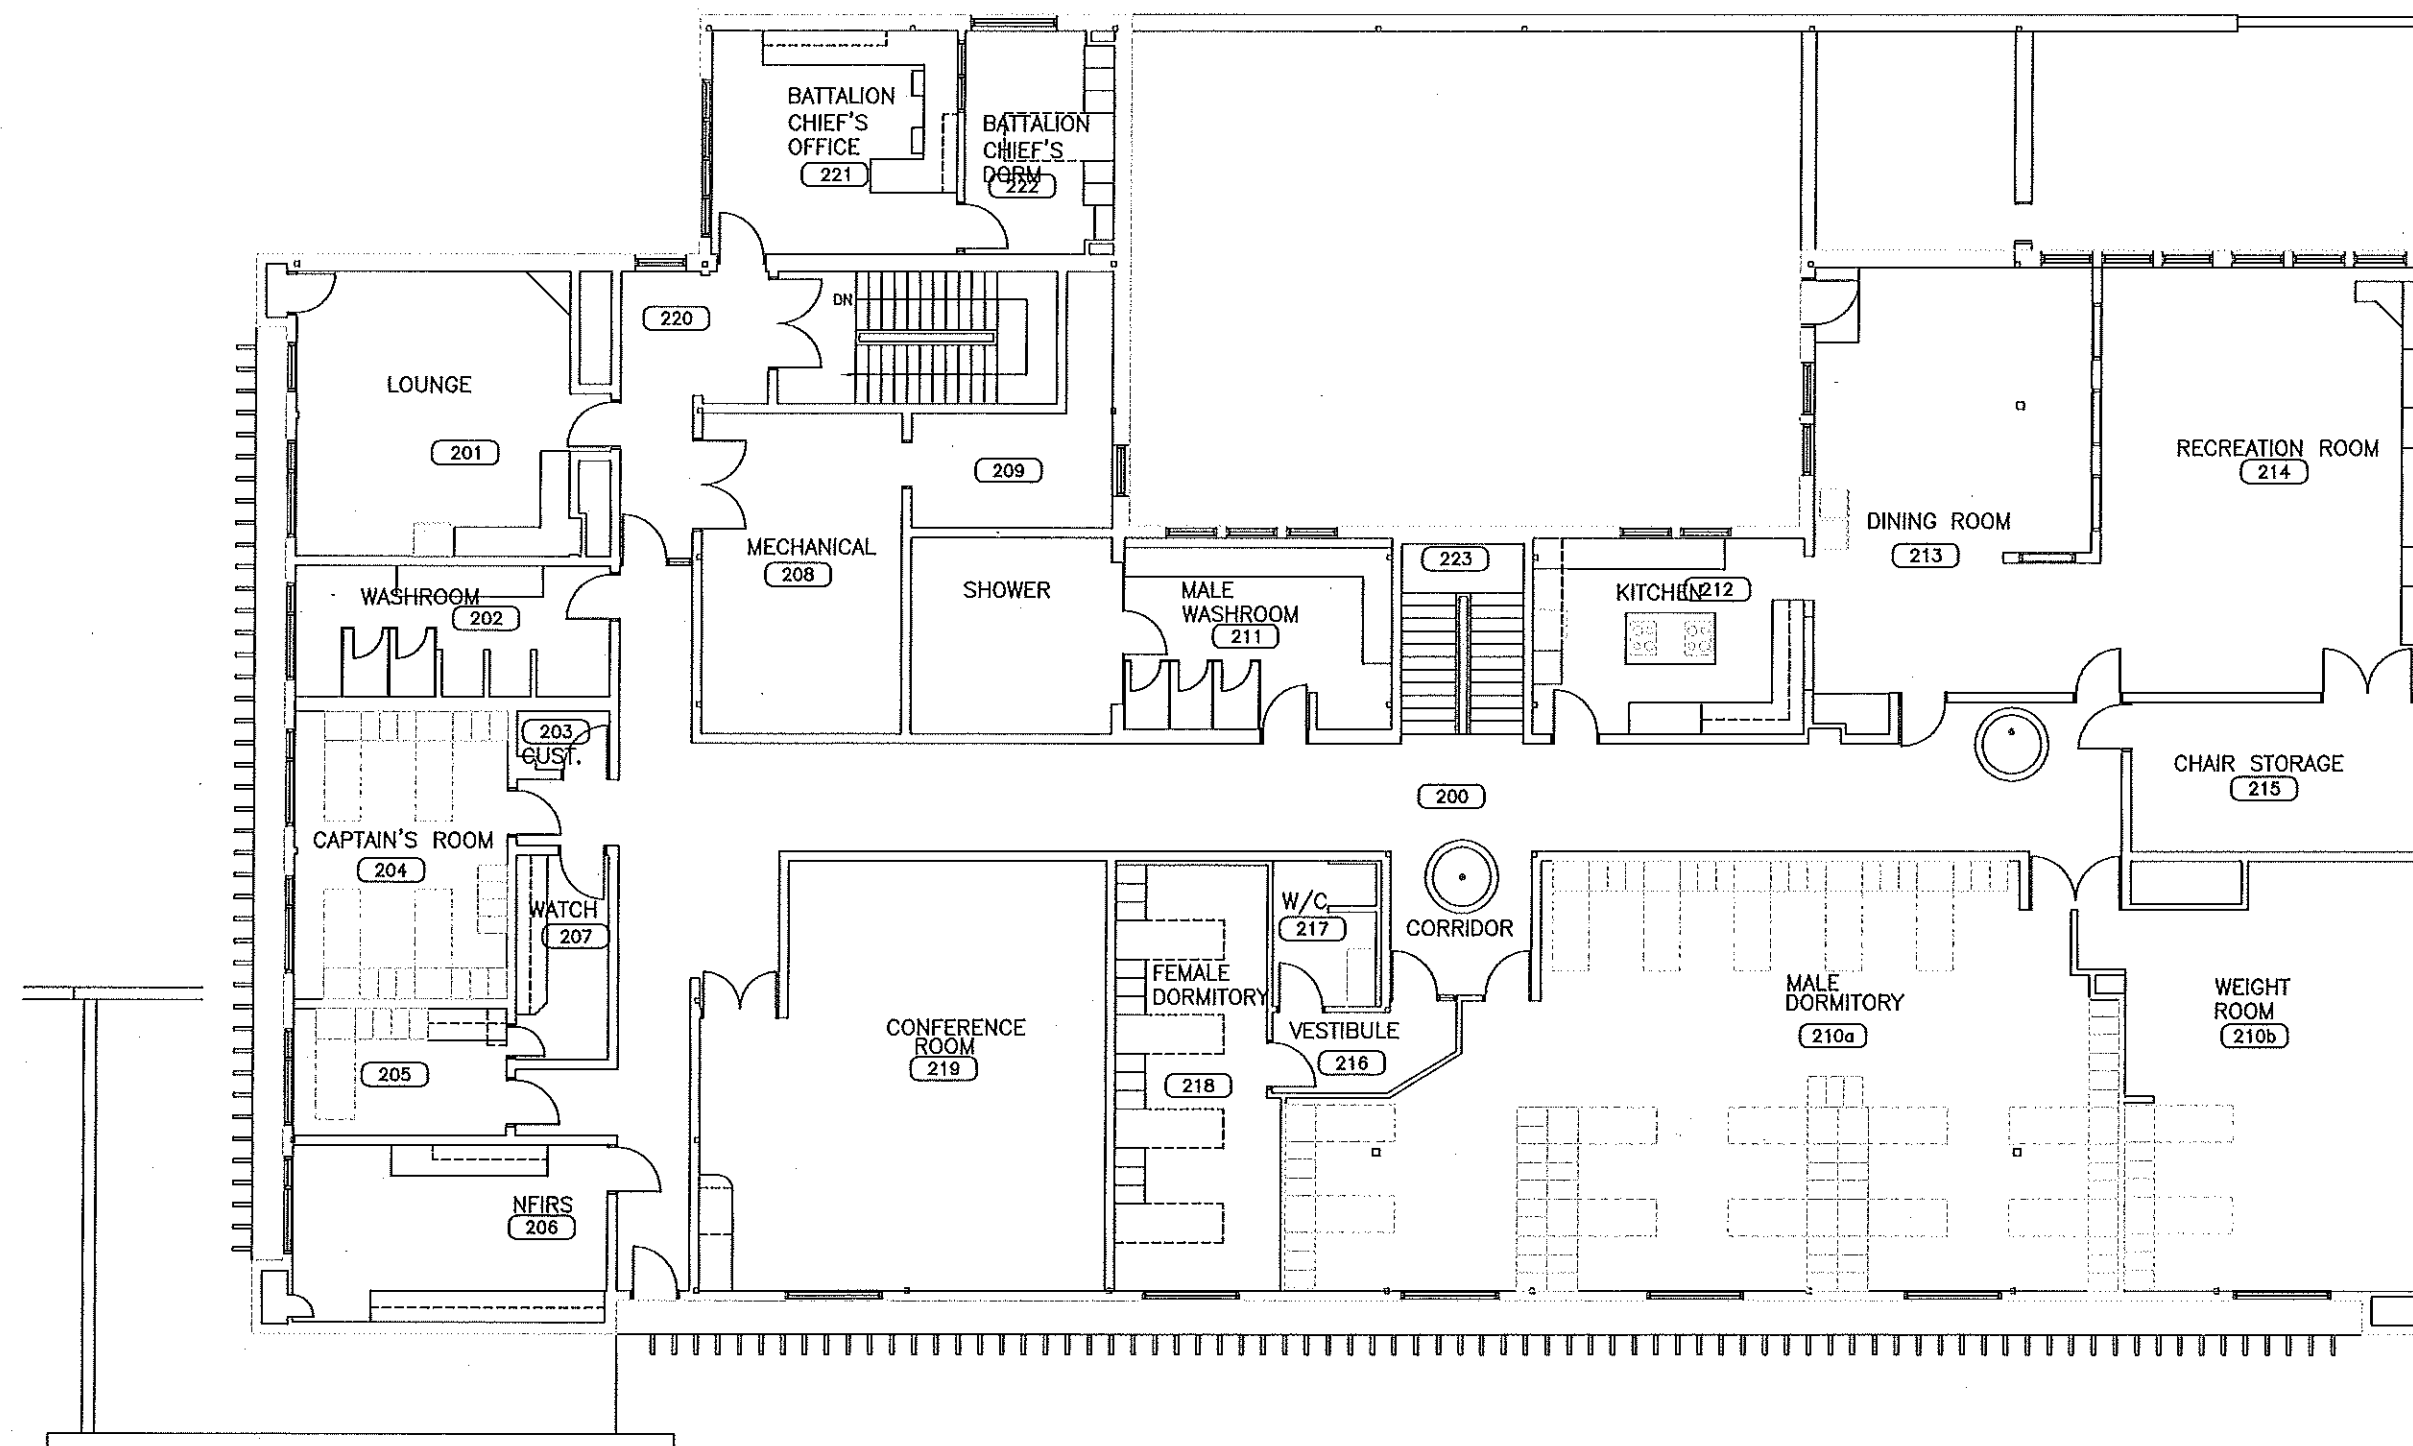 BATTALION
CHIEF'S
OFFICE
221
BATTALION
CHIEF'S
DORM
222
220
DN
LOUNGE
201
209
RECREATION ROOM
214
DINING ROOM
213
MECHANICAL
208
SHOWER
MALE
WASHROOM
211
223
KITCHEN
212
WASHROOM
202
203
CUST.
CHAIR STORAGE
215
200
CAPTAIN'S ROOM
204
WATCH
207
W/C
217
CORRIDOR
FEMALE
DORMITORY
218
MALE
DORMITORY
210a
WEIGHT
ROOM
210b
CONFERENCE
ROOM
219
VESTIBULE
216
205
NFIRS
206